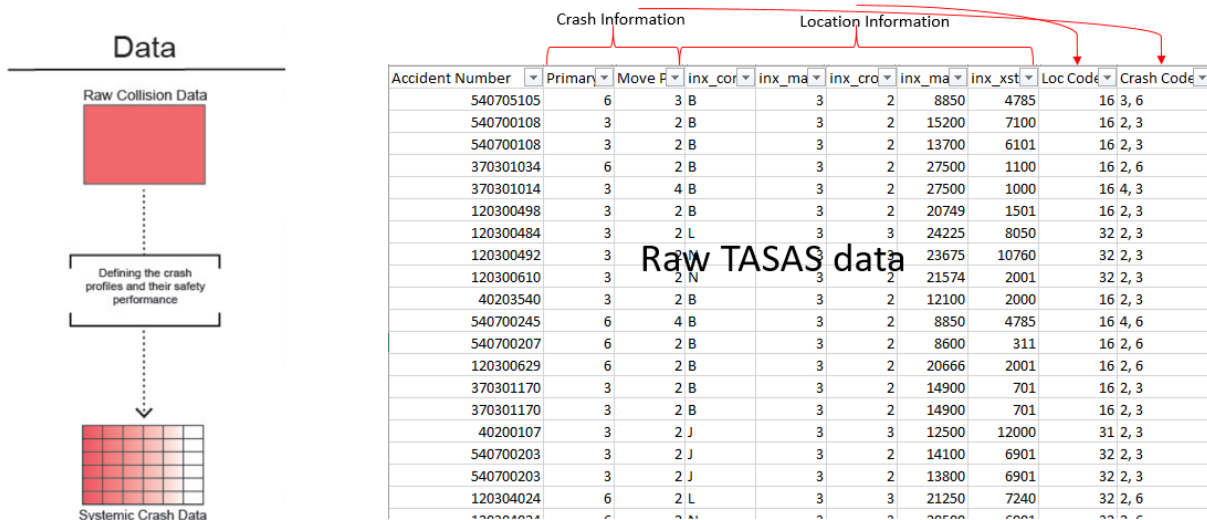 Data
Raw Collision Data
Defining the crash
profiles and their safety
performance
Systemic Crash Data
Crash Information
Location Information
Accident Number Primary Move P inx_cor inx_ma inx_cro inx_ma inx_xst Loc Code Crash Code
540705105 6 3 B 3 2 8850 4785 16 3, 6
540700108 3 2 B 3 2 15200 7100 16 2, 3
540700108 3 2 B 3 2 13700 6101 16 2, 3
370301034 6 2 B 3 2 27500 1100 16 2, 6
370301014 3 4 B 3 2 27500 1000 16 4, 3
120300498 3 2 B 3 2 20749 1501 16 2, 3
120300484 3 2 L 3 3 24225 8050 32 2, 3
120300492 3 2 N 3 3 23675 10760 32 2, 3
Raw TASAS data
120300610 3 2 N 3 2 21574 2001 32 2, 3
40203540 3 2 B 3 2 12100 2000 16 2, 3
540700245 6 4 B 3 2 8850 4785 16 4, 6
540700207 6 2 B 3 2 8600 311 16 2, 6
120300629 6 2 B 3 2 20666 2001 16 2, 6
370301170 3 2 B 3 2 14900 701 16 2, 3
370301170 3 2 B 3 2 14900 701 16 2, 3
40200107 3 2 J 3 3 12500 12000 31 2, 3
540700203 3 2 J 3 2 14100 6901 32 2, 3
540700203 3 2 J 3 2 13800 6901 32 2, 3
120304024 6 2 L 3 3 21250 7240 32 2, 6